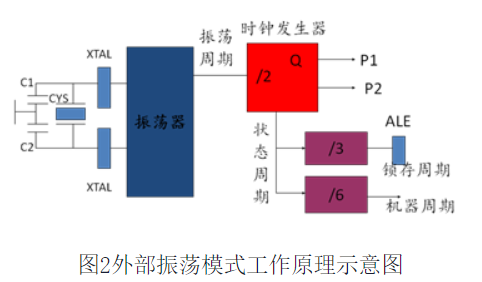 XTAL
振荡
周期
时钟发生器
C1
CYS
C2
振荡器
/2
Q
P1
P2
状态周期
/3
ALE
锁存周期
/6
机器周期
XTAL
图2外部振荡模式工作原理示意图